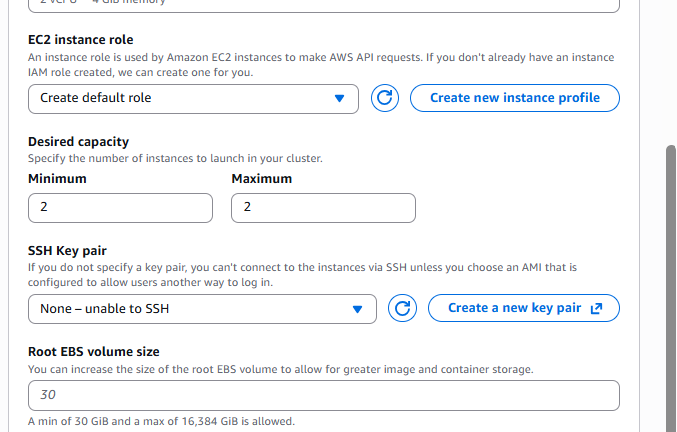 2 vCPU    4 GiB memory
EC2 instance role
An instance role is used by Amazon EC2 instances to make AWS API requests. If you don't already have an instance
IAM role created, we can create one for you.
Create default role
Create new instance profile
Desired capacity
Specify the number of instances to launch in your cluster.
Minimum
Maximum
2
2
SSH Key pair
If you do not specify a key pair, you can't connect to the instances via SSH unless you choose an AMI that is
configured to allow users another way to log in.
None – unable to SSH
Create a new key pair
Root EBS volume size
You can increase the size of the root EBS volume to allow for greater image and container storage.
30
A min of 30 GiB and a max of 16,384 GiB is allowed.